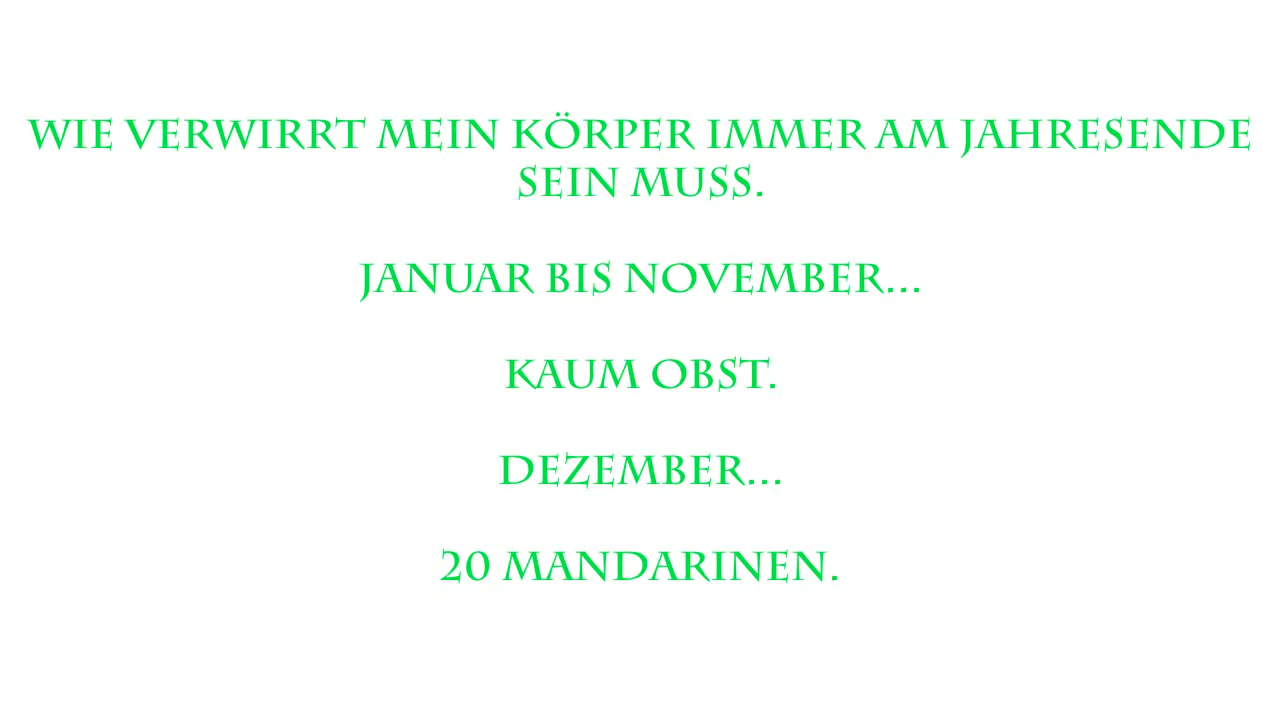 WIE VERWIRRT MEIN KÖRPER IMMER AM JAHRESENDE
SEIN MUSS.
JANUAR BIS NOVEMBER...
KAUM OBST.
DEZEMBER...
20 MANDARINEN.